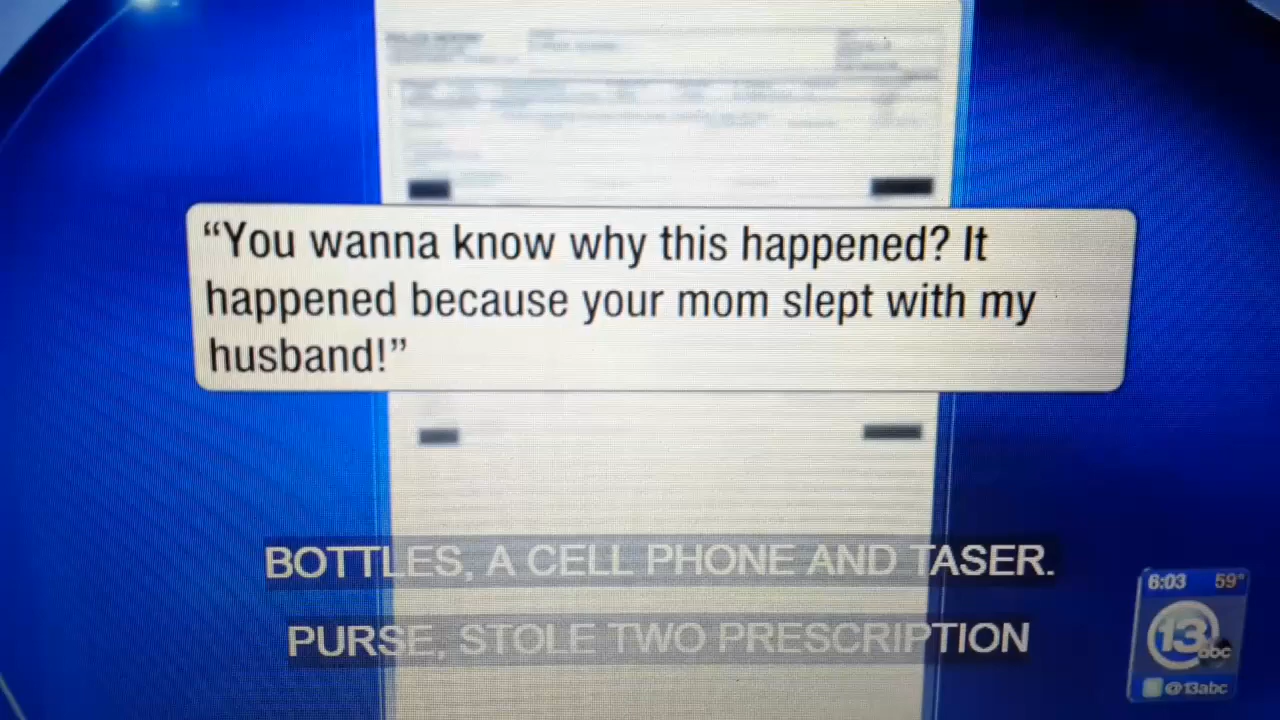 “You wanna know why this happened? It
happened because your mom slept with my
husband!”
BOTTLES, A CELL PHONE AND TASER.
PURSE, STOLE TWO PRESCRIPTION
6:03 59°
13 abc
@13abc